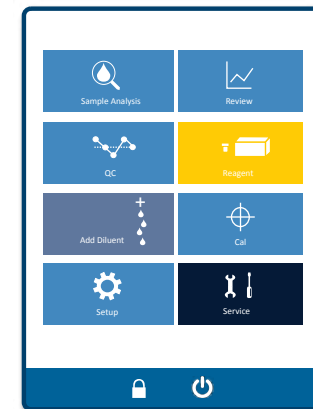 Sample Analysis
Review
QC
Reagent
Add Diluent
Cal
Setup
Service